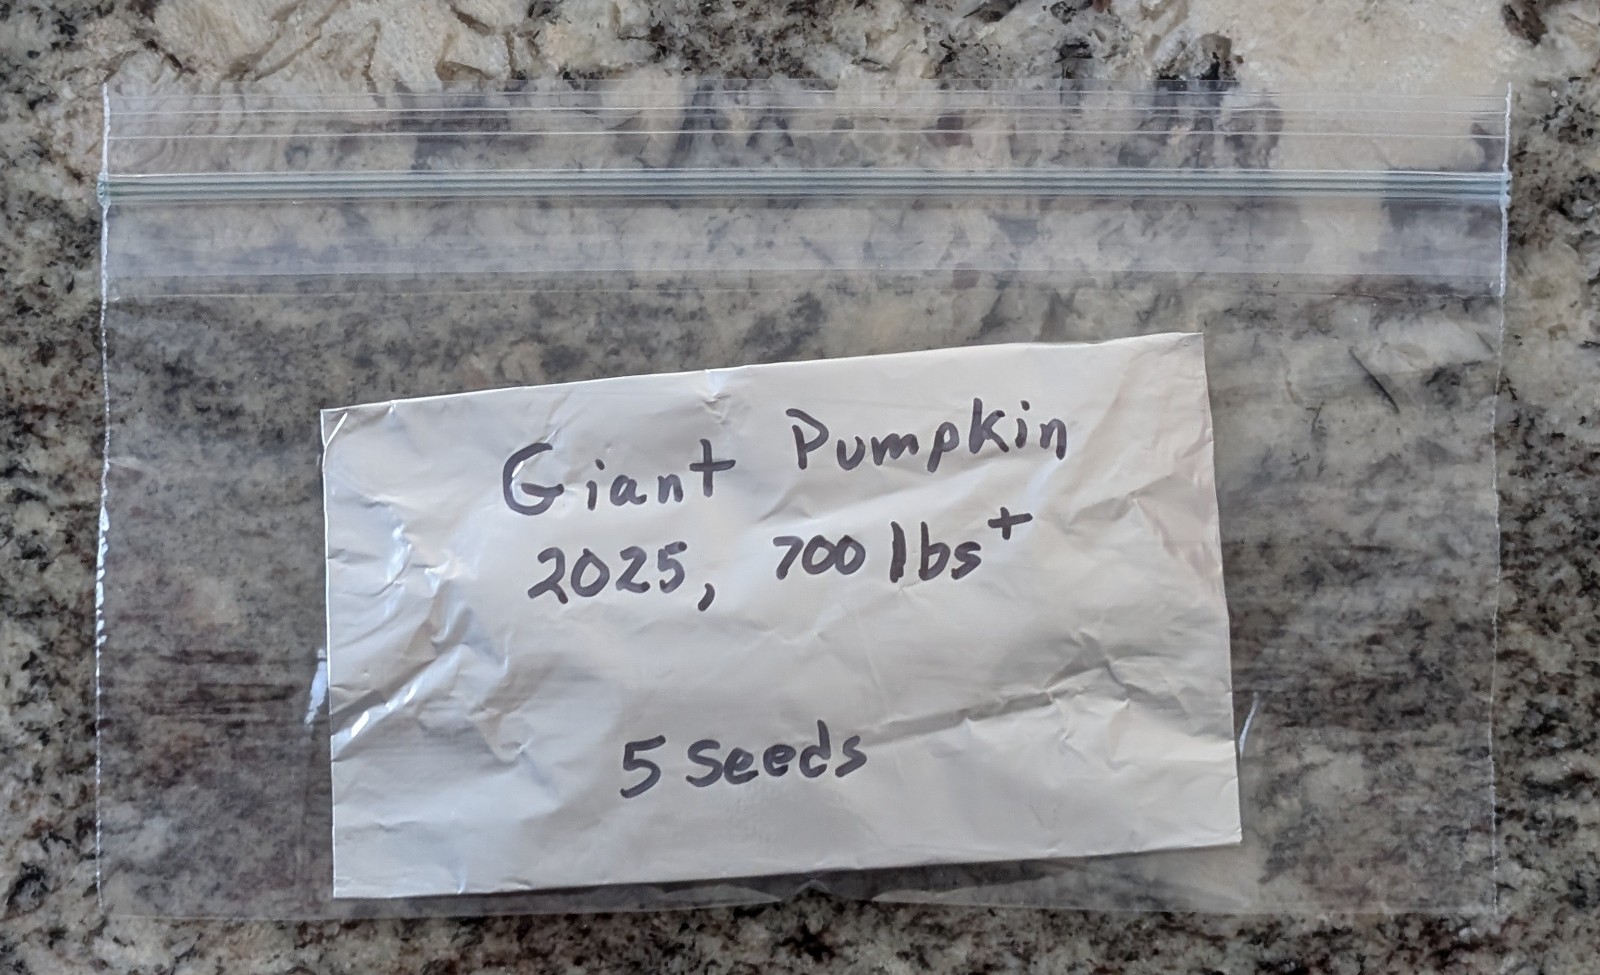 Giant Pumpkin
2025, 700 lbs+
5 Seeds